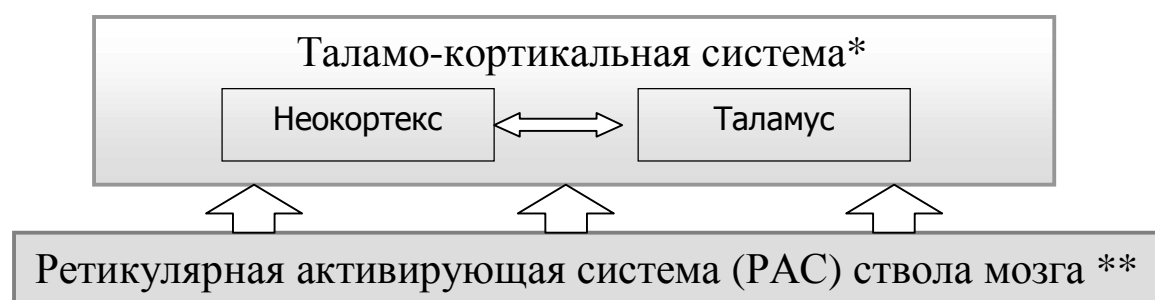 Таламо-кортикальная система*
Неокортекс Таламус
Ретикулярная активирующая система (РАС) ствола мозга **